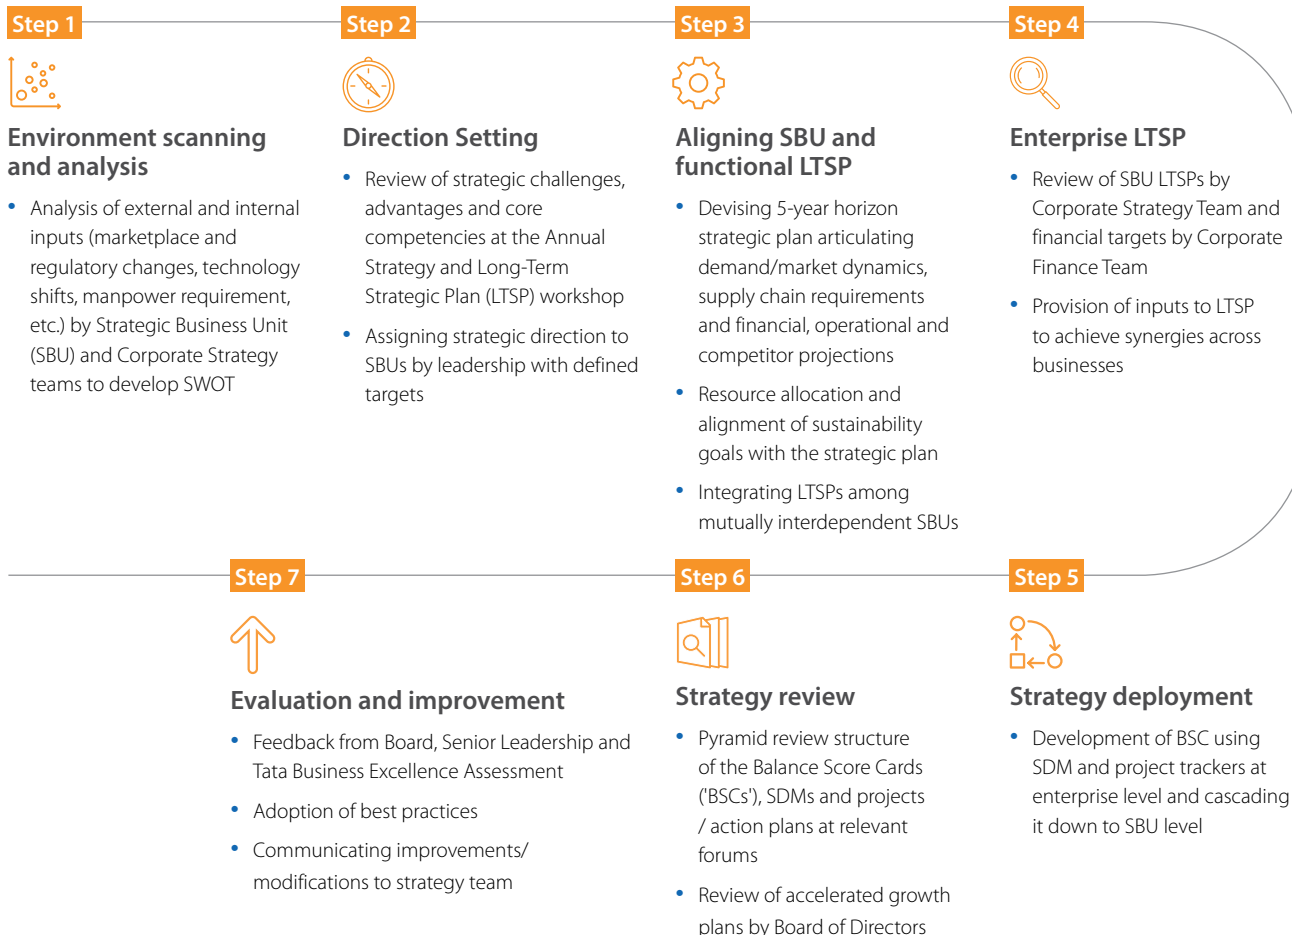 Step 1
Environment scanning
and analysis
• Analysis of external and internal
inputs (marketplace and
regulatory changes, technology
shifts, manpower requirement,
etc.) by Strategic Business Unit
(SBU) and Corporate Strategy
teams to develop SWOT
Step 2
Direction Setting
• Review of strategic challenges,
advantages and core
competencies at the Annual
Strategy and Long-Term
Strategic Plan (LTSP) workshop
• Assigning strategic direction to
SBUs by leadership with defined
targets
Step 3
Aligning SBU and
functional LTSP
• Devising 5-year horizon
strategic plan articulating
demand/market dynamics,
supply chain requirements
and financial, operational and
competitor projections
• Resource allocation and
alignment of sustainability
goals with the strategic plan
• Integrating LTSPs among
mutually interdependent SBUs
Step 4
Enterprise LTSP
• Review of SBU LTSPs by
Corporate Strategy Team and
financial targets by Corporate
Finance Team
• Provision of inputs to LTSP
to achieve synergies across
businesses
Step 5
Strategy deployment
• Development of BSC using
SDM and project trackers at
enterprise level and cascading
it down to SBU level
Step 6
Strategy review
• Pyramid review structure
of the Balance Score Cards
('BSCs'), SDMs and projects
/ action plans at relevant
forums
• Review of accelerated growth
plans by Board of Directors
Step 7
Evaluation and improvement
• Feedback from Board, Senior Leadership and
Tata Business Excellence Assessment
• Adoption of best practices
• Communicating improvements/
modifications to strategy team